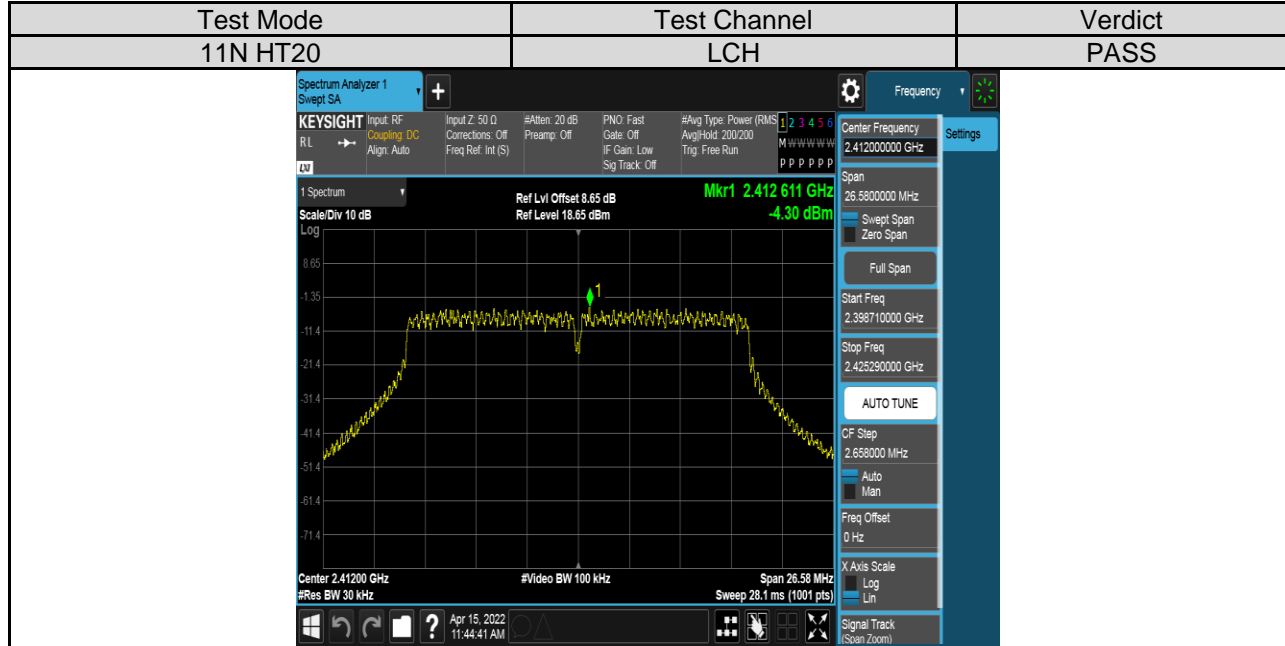 Test Mode Test Channel Verdict
11N HT20 LCH PASS
Spectrum Analyzer 1
Swept SA
+
Frequency
KEYSIGHT Input: RF Input Z: 50 Ω #Atten: 20 dB PNO: Fast #Avg Type: Power (RMS 1 2 3 4 5 6
RL Coupling: DC Corrections: Off Preamp: Off Gate: Off Avg|Hold: 200/200 M W W W W W
Align: Auto Freq Ref: Int (S) IF Gain: Low Trig: Free Run
Sig Track: Off P P P P P P
LXI
Center Frequency
2.412000000 GHz
Settings
1 Spectrum
Ref Lvl Offset 8.65 dB
Mkr1 2.412 611 GHz
Scale/Div 10 dB
Ref Level 18.65 dBm
-4.30 dBm
Log
8.65
-1.35
-11.4
-21.4
-31.4
-41.4
-51.4
-61.4
-71.4
1
Center 2.41200 GHz #Video BW 100 kHz Span 26.58 MHz
#Res BW 30 kHz Sweep 28.1 ms (1001 pts)
Span
26.5800000 MHz
Swept Span
Zero Span
Full Span
Start Freq
2.398710000 GHz
Stop Freq
2.425290000 GHz
AUTO TUNE
CF Step
2.658000 MHz
Auto
Man
Freq Offset
0 Hz
X Axis Scale
Log
Lin
Signal Track
(Span Zoom)
?
Apr 15, 2022
11:44:41 AM